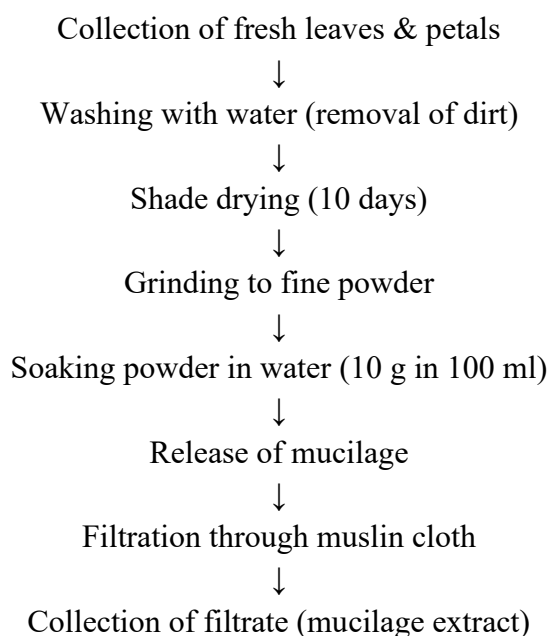 Collection of fresh leaves & petals
↓
Washing with water (removal of dirt)
↓
Shade drying (10 days)
↓
Grinding to fine powder
↓
Soaking powder in water (10 g in 100 ml)
↓
Release of mucilage
↓
Filtration through muslin cloth
↓
Collection of filtrate (mucilage extract)